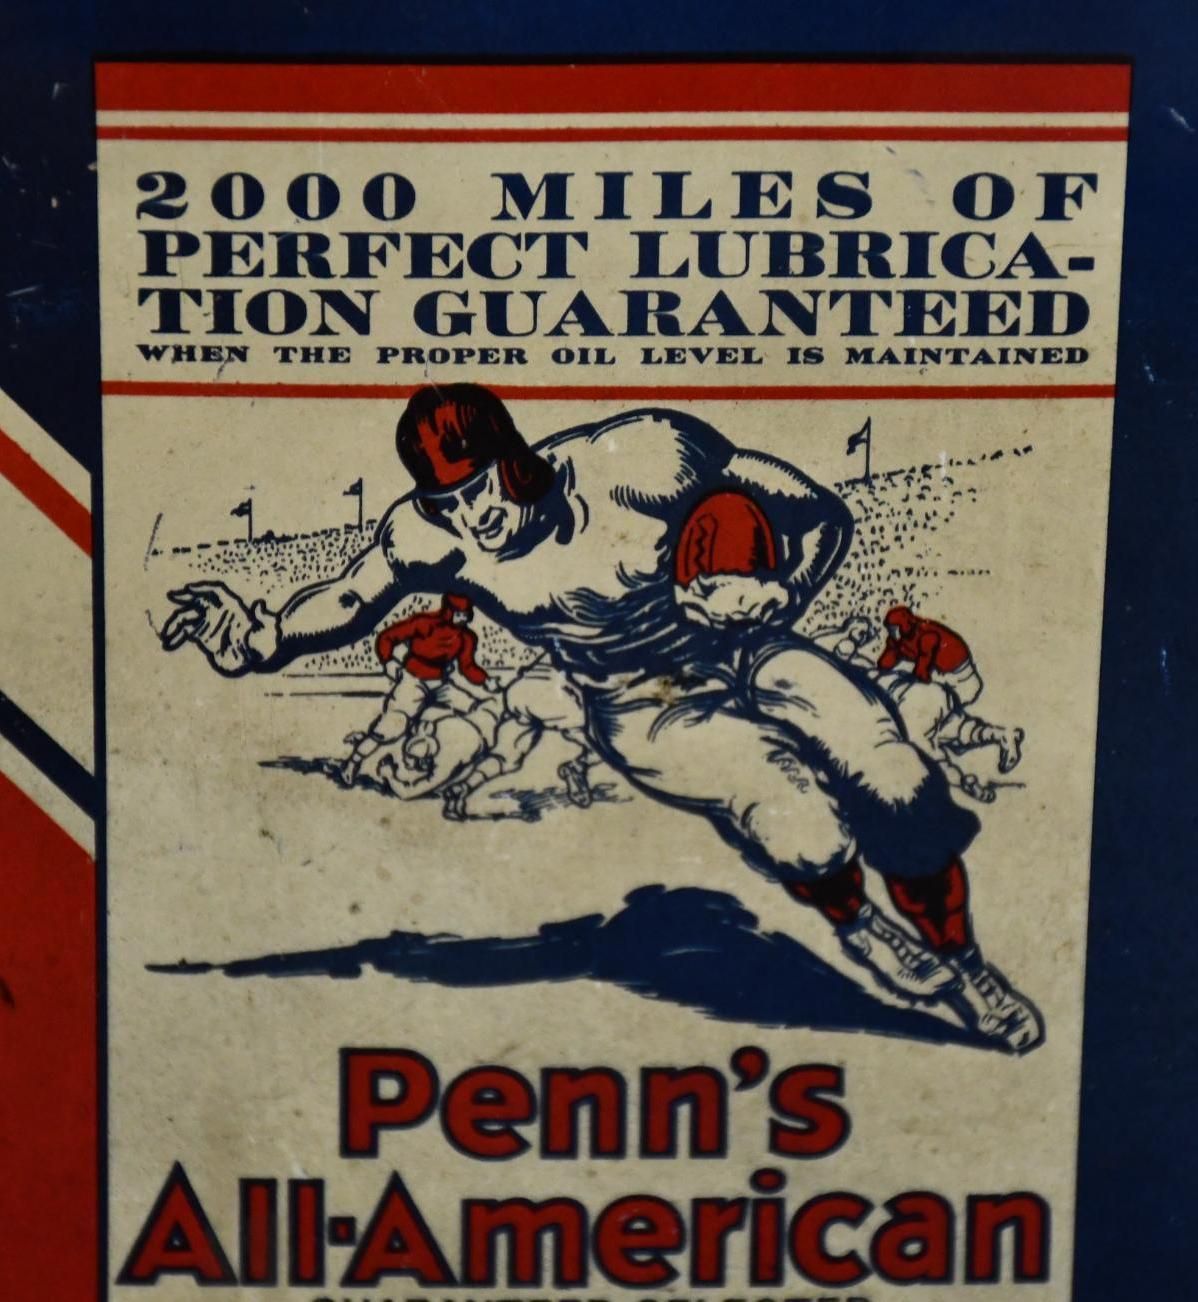 2000 MILES OF
PERFECT LUBRICA-
TION GUARANTEED
WHEN THE PROPER OIL LEVEL IS MAINTAINED
Penn's
All-American